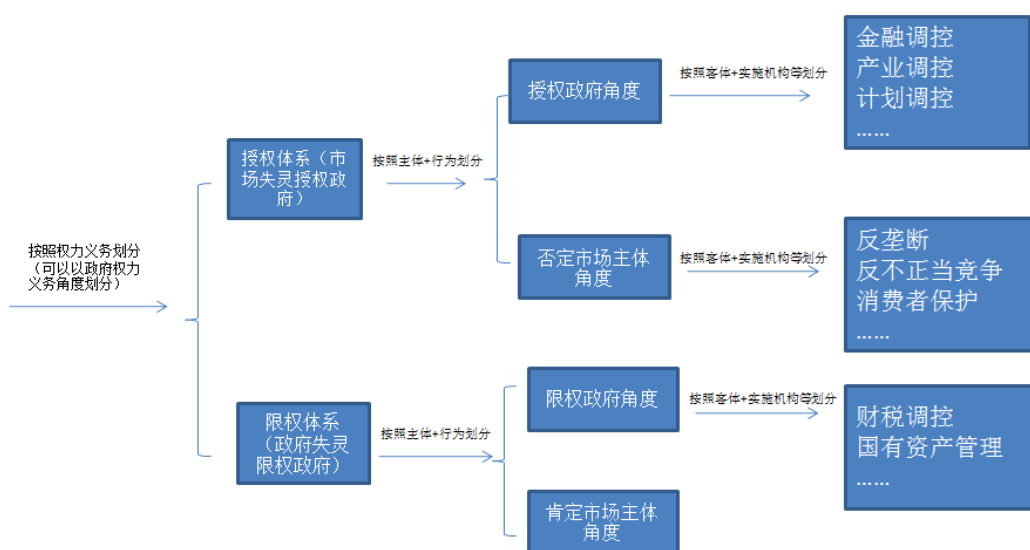 按照权力义务划分
（可以以政府权力
义务角度划分）
授权体系（市
场失灵授权政
府）
按照主体+行为划分
授权政府角度
按照客体+实施机构等划分
金融调控
产业调控
计划调控
……
否定市场主体
角度
按照客体+实施机构等划分
反垄断
反不正当竞争
消费者保护
……
限权体系
（政府失灵
限权政府）
按照主体+行为划分
限权政府角度
按照客体+实施机构等划分
财税调控
国有资产管理
……
肯定市场主体
角度